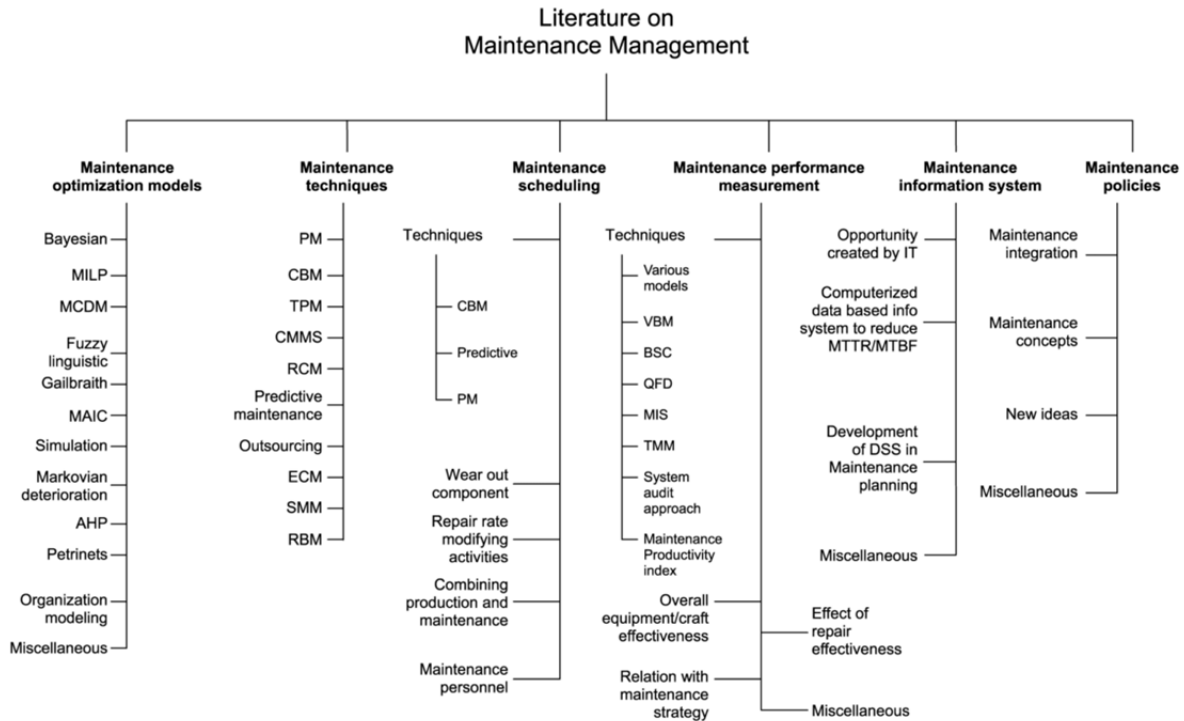 Literature on
Maintenance Management
Maintenance
optimization models
Bayesian
MILP
MCDM
Fuzzy
linguistic
Gailbraith
MAIC
Simulation
Markovian
deterioration
AHP
Petrinets
Organization
modeling
Miscellaneous
Maintenance
techniques
PM
CBM
TPM
CMMS
RCM
Predictive
maintenance
Outsourcing
ECM
SMM
RBM
Maintenance
scheduling
Techniques
CBM
Predictive
PM
Wear out
component
Repair rate
modifying
activities
Combining
production and
maintenance
Maintenance
personnel
Maintenance performance
measurement
Techniques
Various
models
VBM
BSC
QFD
MIS
TMM
System
audit
approach
Maintenance
Productivity
index
Overall
equipment/craft
effectiveness
Effect of
repair
effectiveness
Relation with
maintenance
strategy
Miscellaneous
Maintenance
information system
Opportunity
created by IT
Computerized
data based info
system to reduce
MTTR/MTBF
Development
of DSS in
Maintenance
planning
Miscellaneous
Maintenance
policies
Maintenance
integration
Maintenance
concepts
New ideas
Miscellaneous